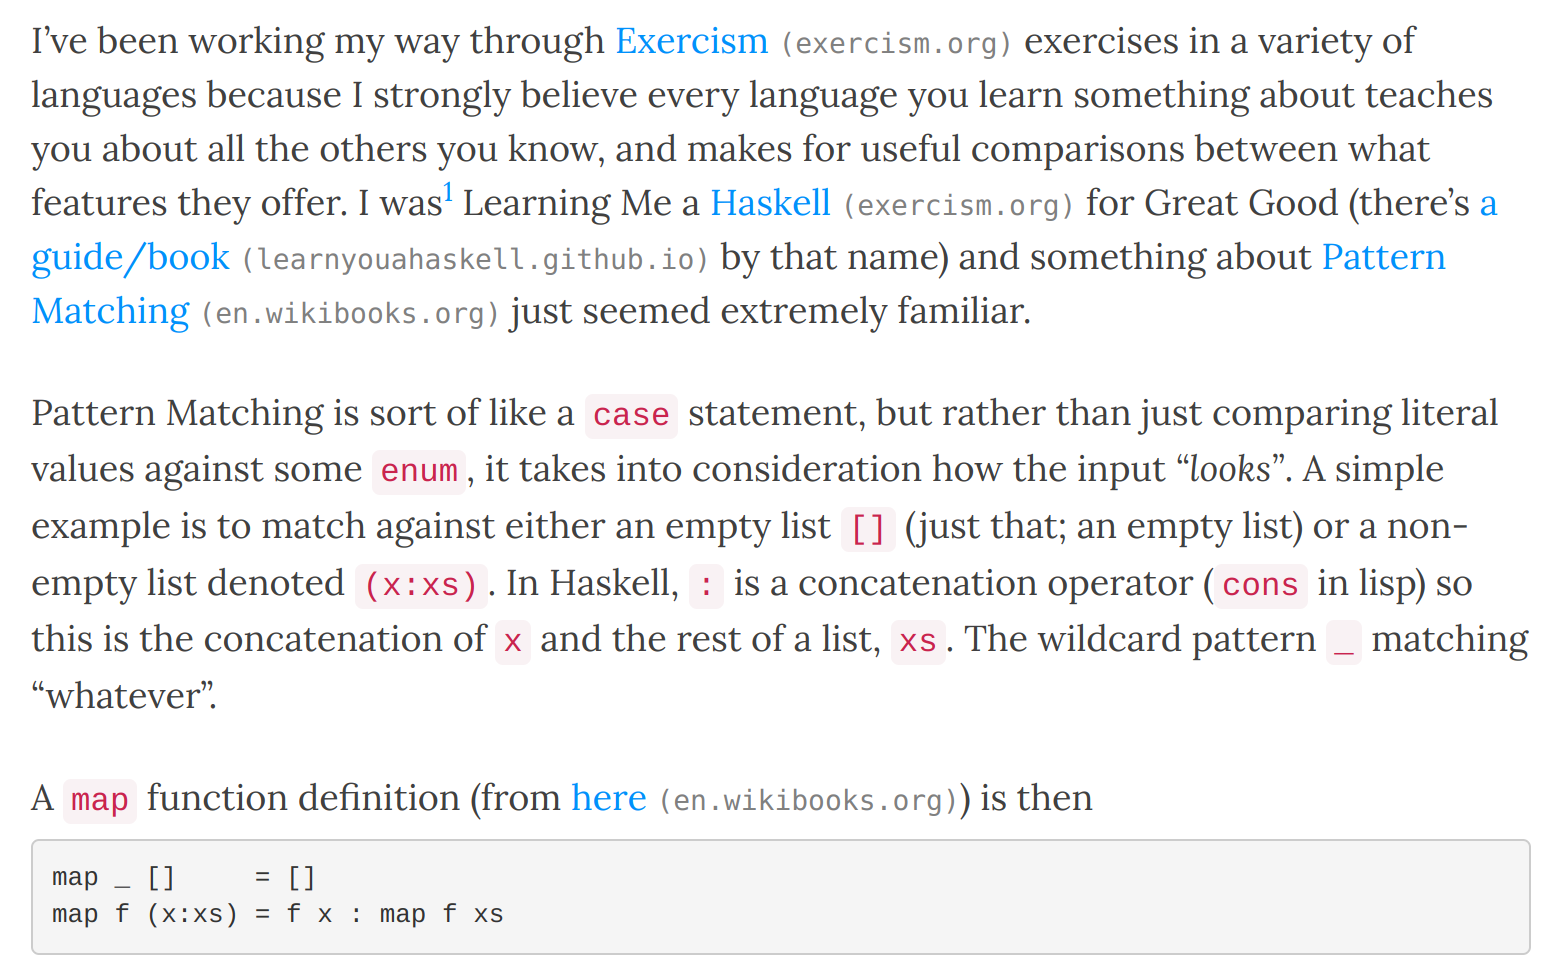 I’ve been working my way through Exercism (exercism.org) exercises in a variety of
languages because I strongly believe every language you learn something about teaches
you about all the others you know, and makes for useful comparisons between what
features they offer. I was1 Learning Me a Haskell (exercism.org) for Great Good (there’s a
guide/book (learnyouahaskell.github.io) by that name) and something about Pattern
Matching (en.wikibooks.org) just seemed extremely familiar.
Pattern Matching is sort of like a case statement, but rather than just comparing literal
values against some enum, it takes into consideration how the input “looks”. A simple
example is to match against either an empty list [] (just that; an empty list) or a non-
empty list denoted (x:xs). In Haskell, : is a concatenation operator (cons in lisp) so
this is the concatenation of x and the rest of a list, xs. The wildcard pattern _ matching
“whatever”.
A map function definition (from here (en.wikibooks.org)) is then
map _ []     = []
map f (x:xs) = f x : map f xs